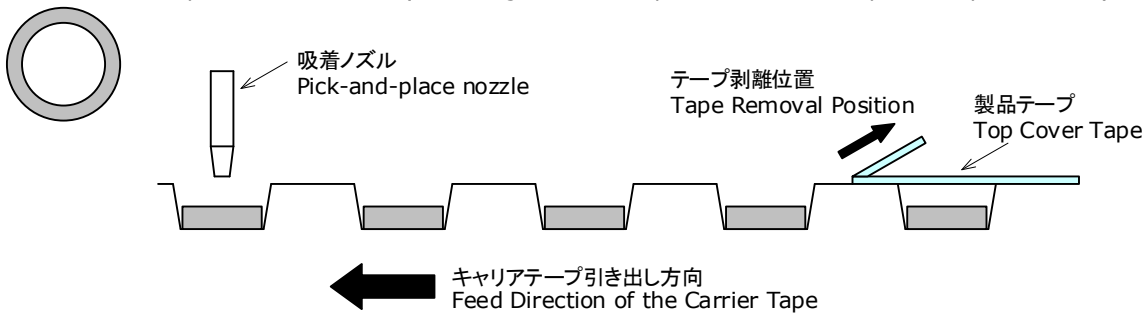 吸着ノズル
Pick-and-place nozzle
テープ剥離位置
Tape Removal Position
製品テープ
Top Cover Tape
キャリアテープ引き出し方向
Feed Direction of the Carrier Tape